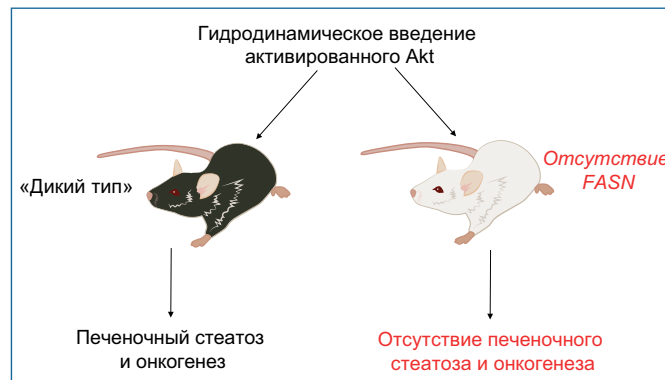 Гидродинамическое введение
активированного Akt
«Дикий тип»
Отсутствие
FASN
Печеночный стеатоз
и онкогенез
Отсутствие печеночного
стеатоза и онкогенеза